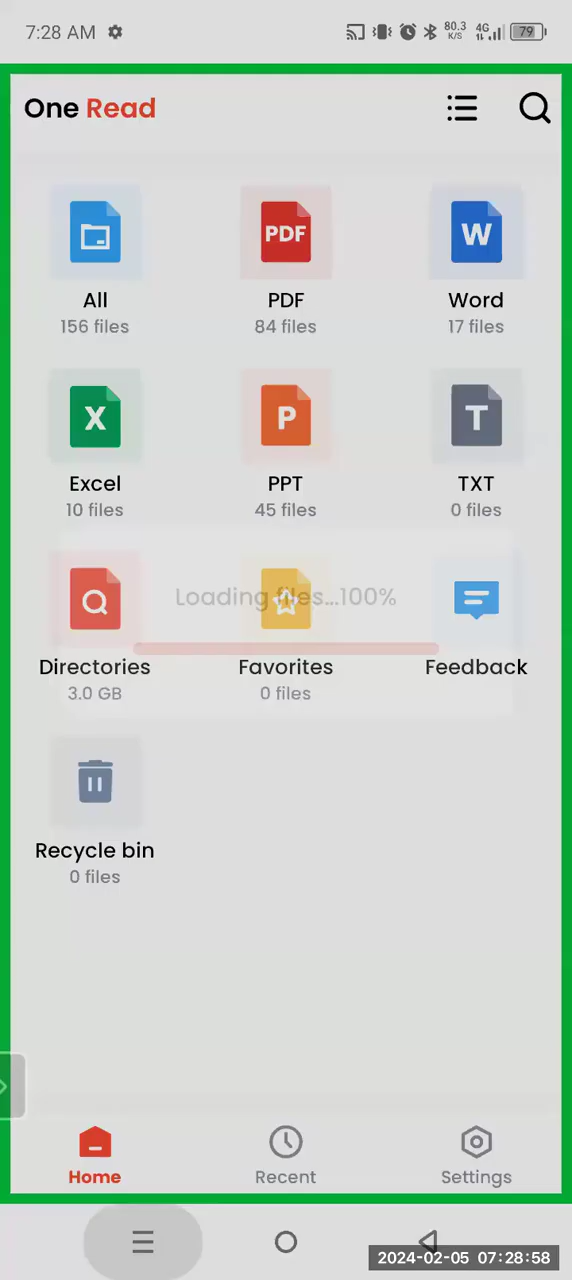 7:28 AM
80.3 K/S
4G
79
One Read
PDF
W
All
PDF
Word
156 files
84 files
17 files
X
P
T
Excel
PPT
TXT
10 files
45 files
0 files
Loading files...100%
Directories
Favorites
Feedback
3.0 GB
0 files
Recycle bin
0 files
Home
Recent
Settings
2024-02-05 07:28:58